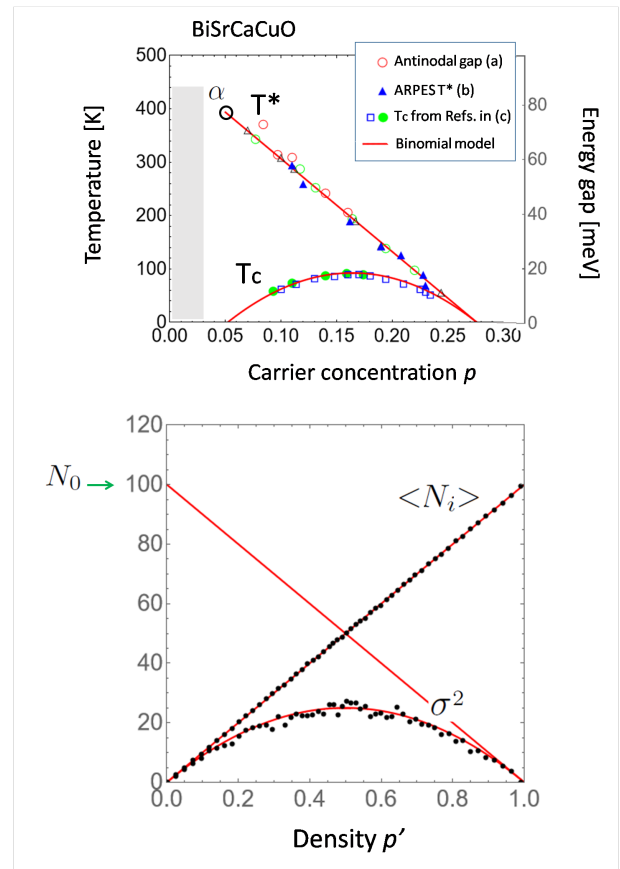 BiSrCaCuO
500
400
300
200
100
0
Temperature [K]
α
T*
Tc
Antinodal gap (a)
ARPES T* (b)
Tc from Refs. in (c)
Binomial model
80
60
40
20
0
Energy gap [meV]
0.00 0.05 0.10 0.15 0.20 0.25 0.30
Carrier concentration p
120
100
80
60
40
20
0
N₀
<Nᵢ>
σ²
0.0 0.2 0.4 0.6 0.8 1.0
Density p′